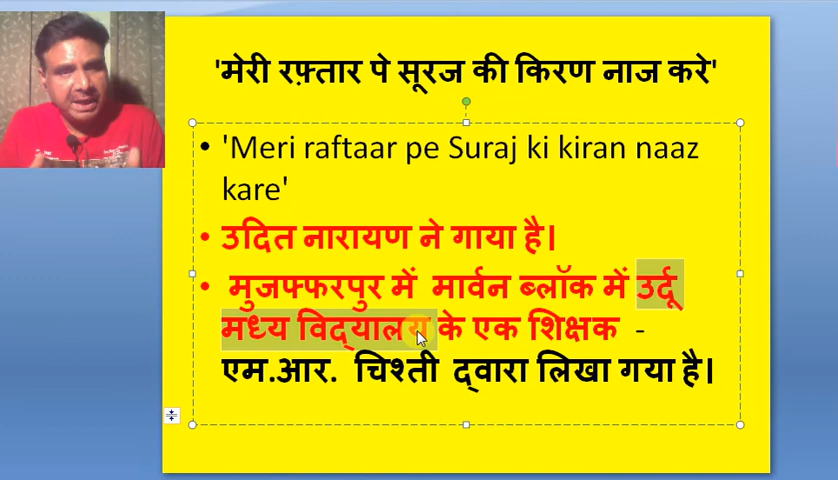 'मेरी रफ़्तार पे सूरज की किरण नाज करे'
• 'Meri raftaar pe Suraj ki kiran naaz
kare'
• उदित नारायण ने गाया है।
• मुजफ्फरपुर में मार्वन ब्लॉक में उर्दू
मध्य विद्यालय के एक शिक्षक -
एम.आर. चिश्ती द्वारा लिखा गया है।